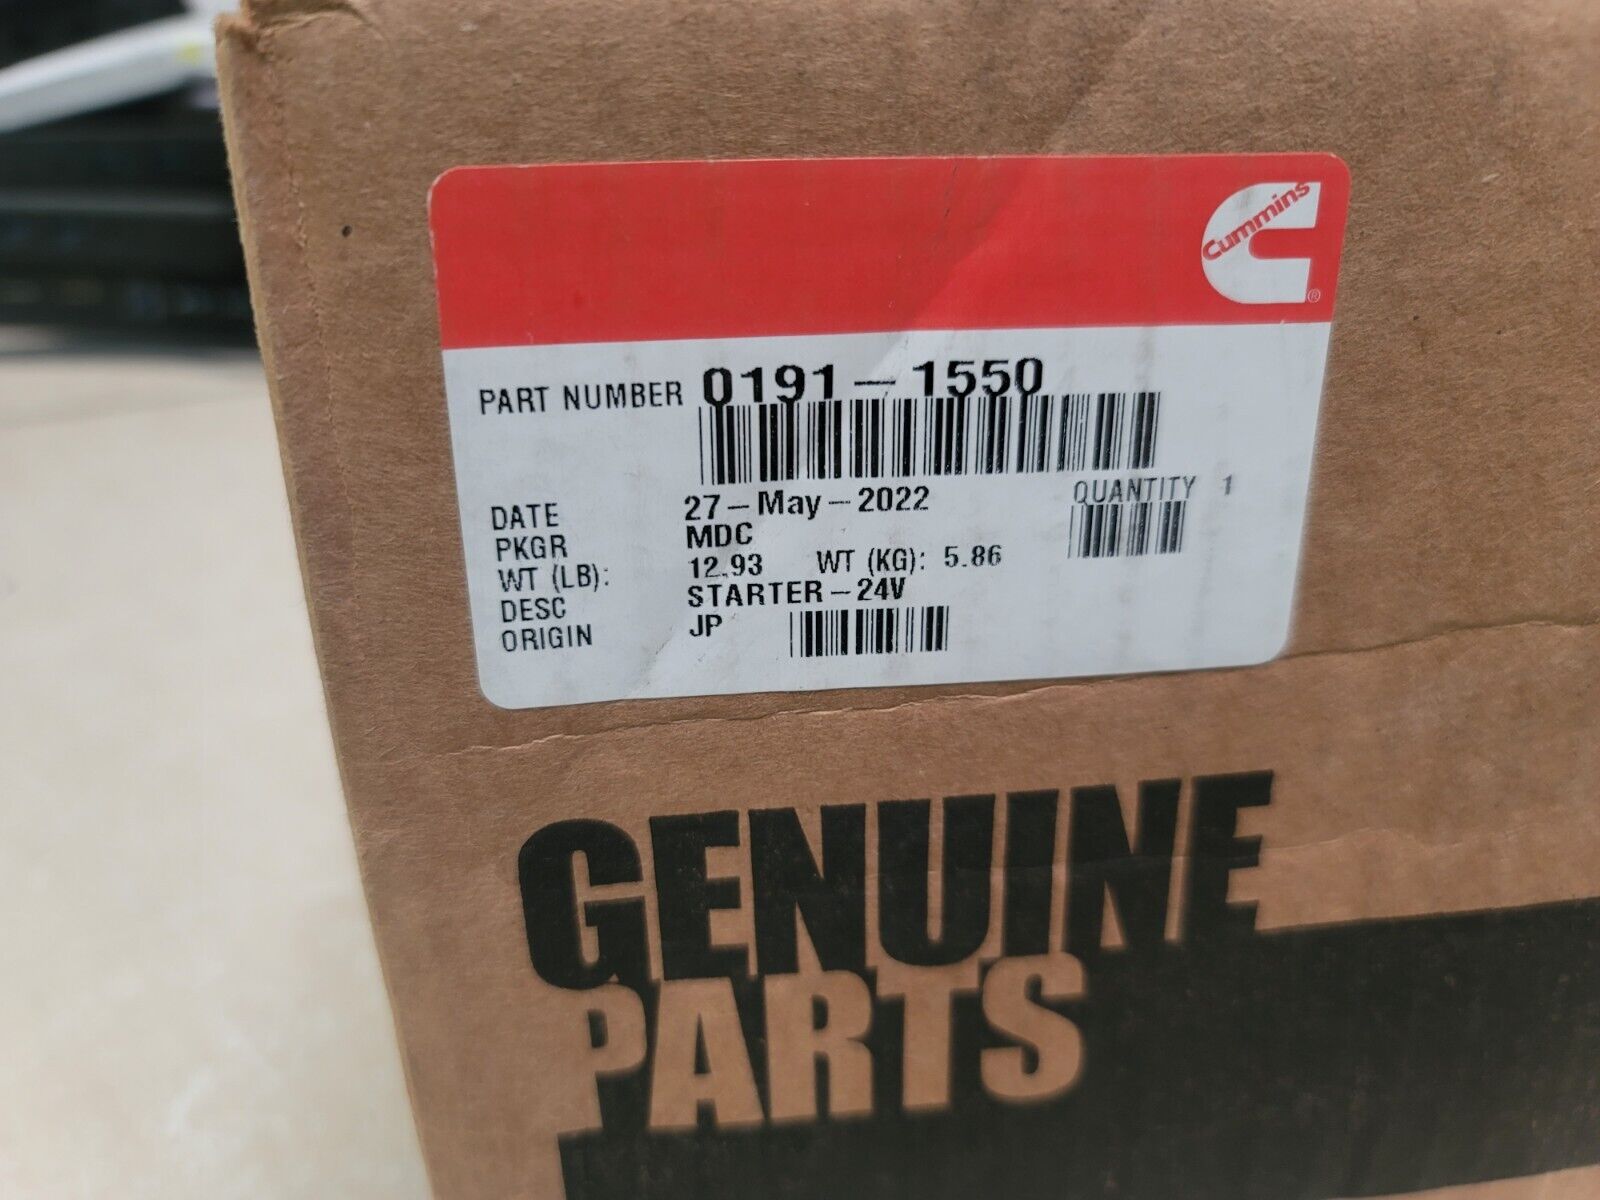 Cummins
®
PART NUMBER 0191-1550
DATE 27-May-2022 QUANTITY 1
PKGR MDC
WT (LB): 12.93 WT (KG): 5.86
DESC STARTER-24V
ORIGIN JP
GENUINE
PARTS